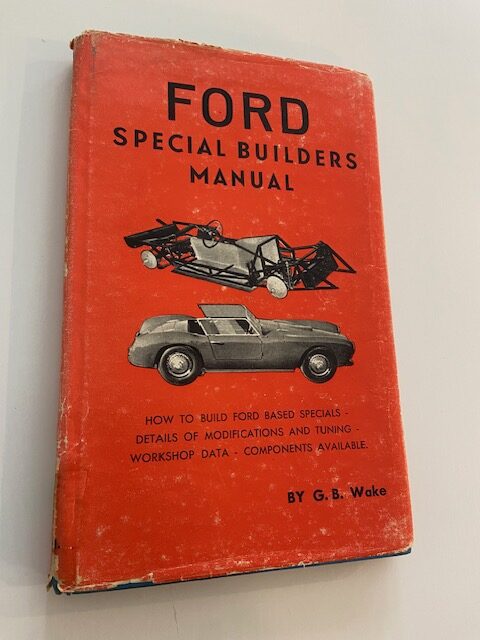 FORD
SPECIAL BUILDERS
MANUAL
HOW TO BUILD FORD BASED SPECIALS -
DETAILS OF MODIFICATIONS AND TUNING -
WORKSHOP DATA - COMPONENTS AVAILABLE.
BY G. B. Wake